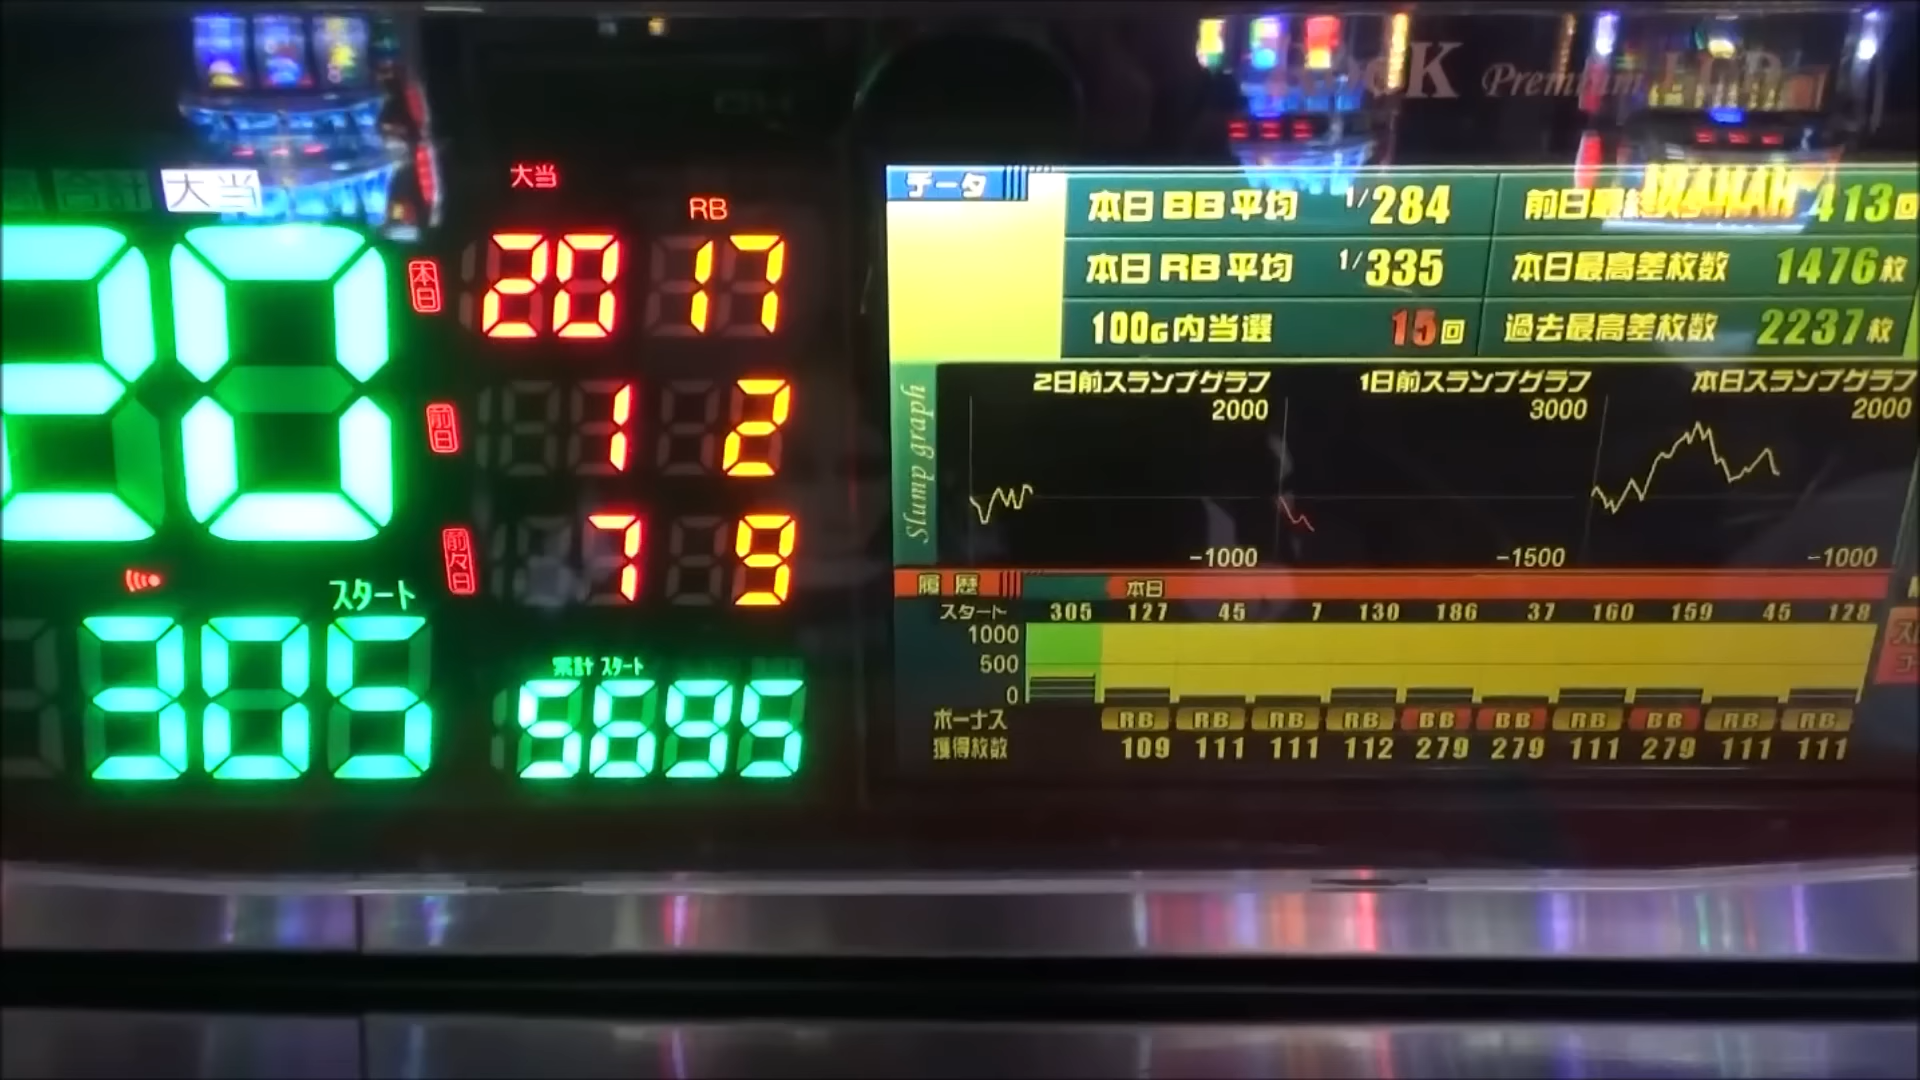 Premium
大当
大当
RB
データ
本日BB平均 1/284
413回
本日 20 17
本日RB平均 1/335
本日最高差枚数 1476枚
100G内当選 15回
過去最高差枚数 2237枚
前日 1 2
Slump graph
2日前スランプグラフ
1日前スランプグラフ
本日スランプグラフ
2000
3000
2000
-1000
-1500
-1000
前々日 7 9
スタート
305
累計 スタート
5695
履歴
本日
スタート 305 127 45 7 130 186 37 160 159 45 128
1000
500
0
ボーナス RB RB RB RB BB BB RB BB RB RB
獲得枚数 109 111 111 112 279 279 111 279 111 111